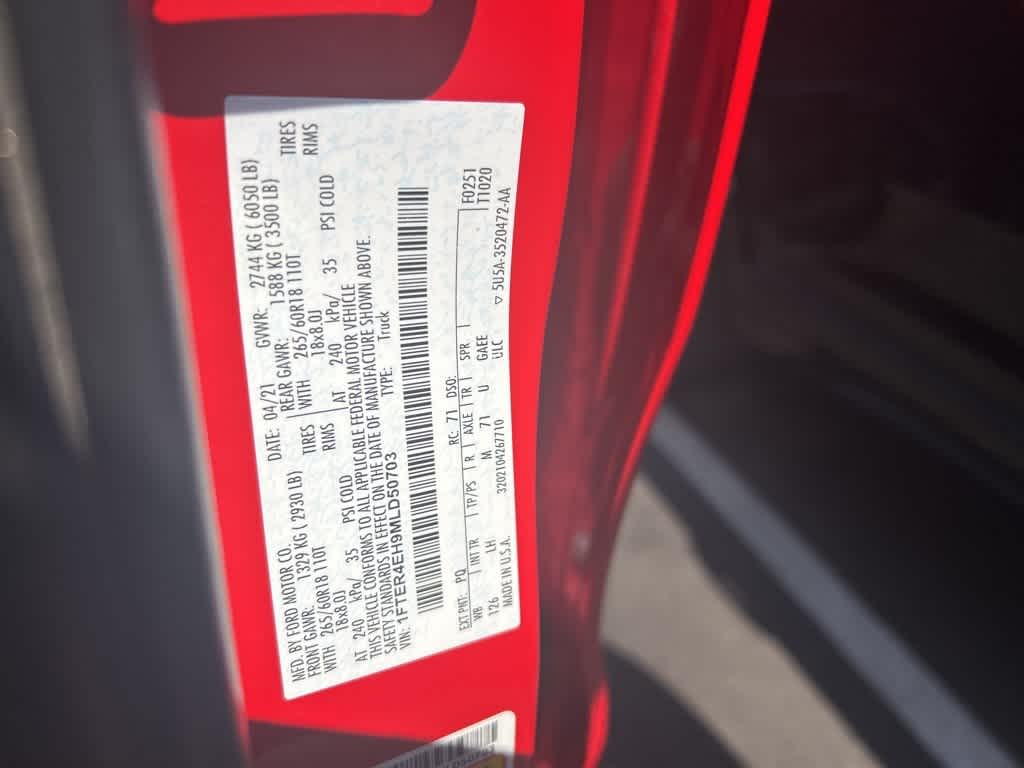 MFD. BY FORD MOTOR CO.
DATE: 04/21 GVWR: 2744 KG ( 6050 LB)
FRONT GAWR: 1329 KG ( 2930 LB) REAR GAWR: 1588 KG ( 3500 LB)
WITH 265/60R18 110T TIRES WITH 265/60R18 110T TIRES
18x8.0J RIMS 18x8.0J RIMS
AT 240 kPa/ 35 PSI COLD AT 240 kPa/ 35 PSI COLD
THIS VEHICLE CONFORMS TO ALL APPLICABLE FEDERAL MOTOR VEHICLE
SAFETY STANDARDS IN EFFECT ON THE DATE OF MANUFACTURE SHOWN ABOVE.
VIN: 1FTER4EH9MLD50703 TYPE: Truck
EXT PNT: PQ RC: 71 DSO: F0251
WB INT TR TP/PS R AXLE TR SPR T1020
126 LH M 71 U GAEE
MADE IN U.S.A. 3202104267710 ULC ▽ 5U5A-3520472-AA